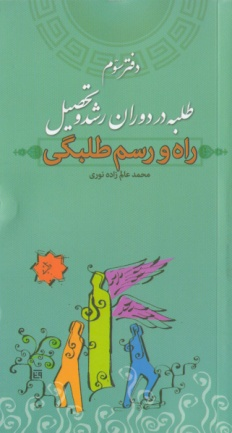 دفتر سوم
طلبه در دوران رشد و تحصیل
راه و رسم طلبگی
محمد عالم زاده نوری